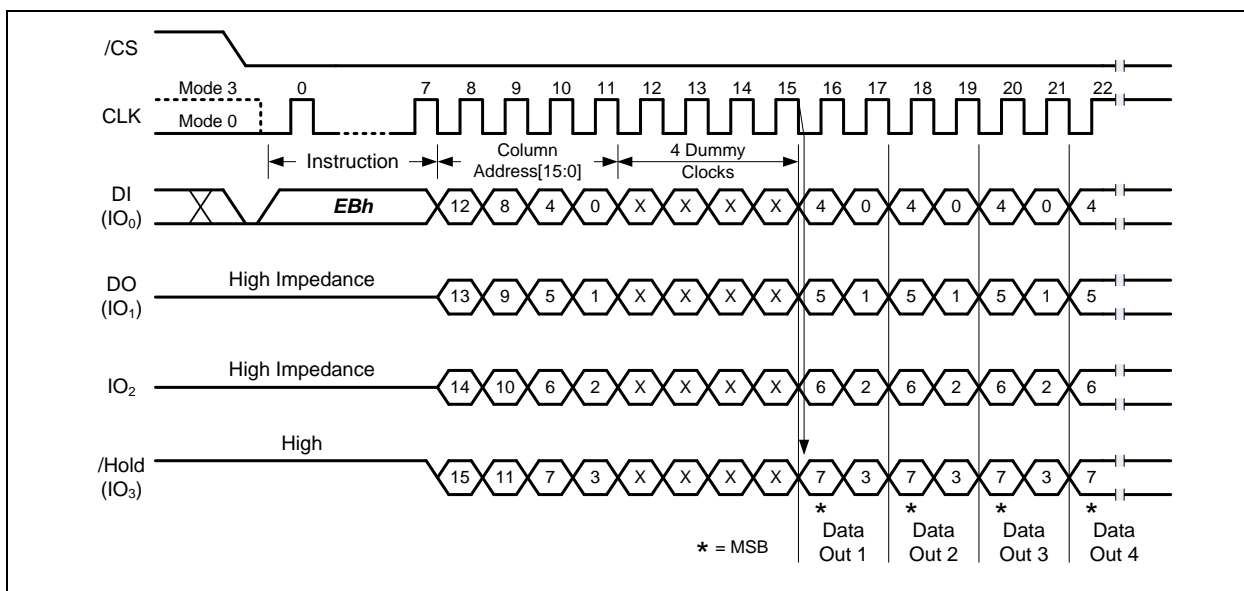 /CS
Mode 3
Mode 0
CLK
0 7 8 9 10 11 12 13 14 15 16 17 18 19 20 21 22
Instruction
Column
Address[15:0]
4 Dummy
Clocks
DI
(IO0)
EBh 12 8 4 0 X X X X 4 0 4 0 4 0 4
DO
(IO1)
High Impedance
13 9 5 1 X X X X 5 1 5 1 5 1 5
IO2
High Impedance
14 10 6 2 X X X X 6 2 6 2 6 2 6
/Hold
(IO3)
High
15 11 7 3 X X X X 7 3 7 3 7 3 7
* * * *
* = MSB
Data
Out 1
Data
Out 2
Data
Out 3
Data
Out 4